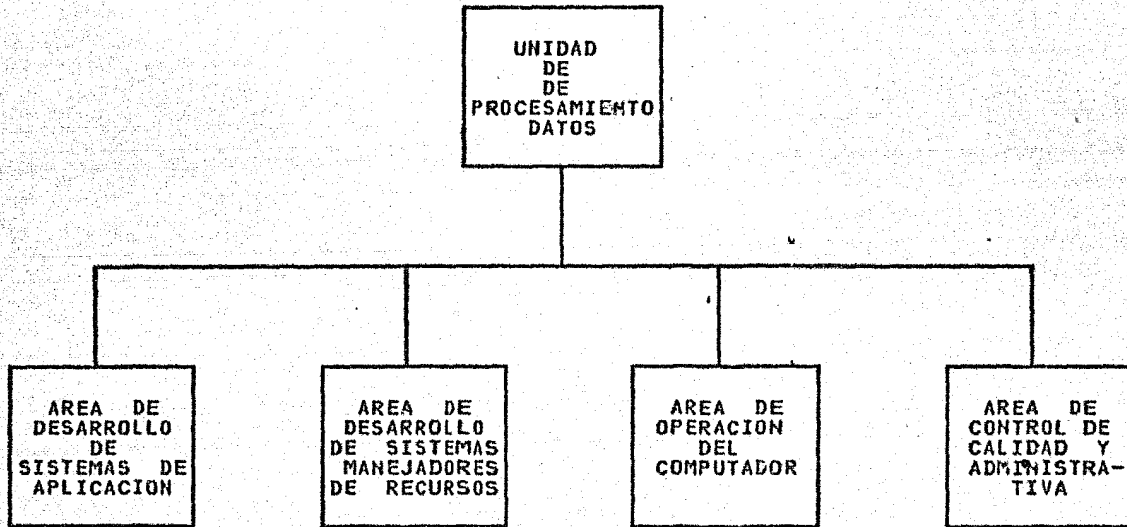 UNIDAD
DE
DE
PROCESAMIENTO
DATOS
AREA DE
DESARROLLO
DE
SISTEMAS DE
APLICACION
AREA DE
DESARROLLO
DE SISTEMAS
MANEJADORES
DE RECURSOS
AREA DE
OPERACION
DEL
COMPUTADOR
AREA DE
CONTROL DE
CALIDAD Y
ADMINISTRA-
TIVA